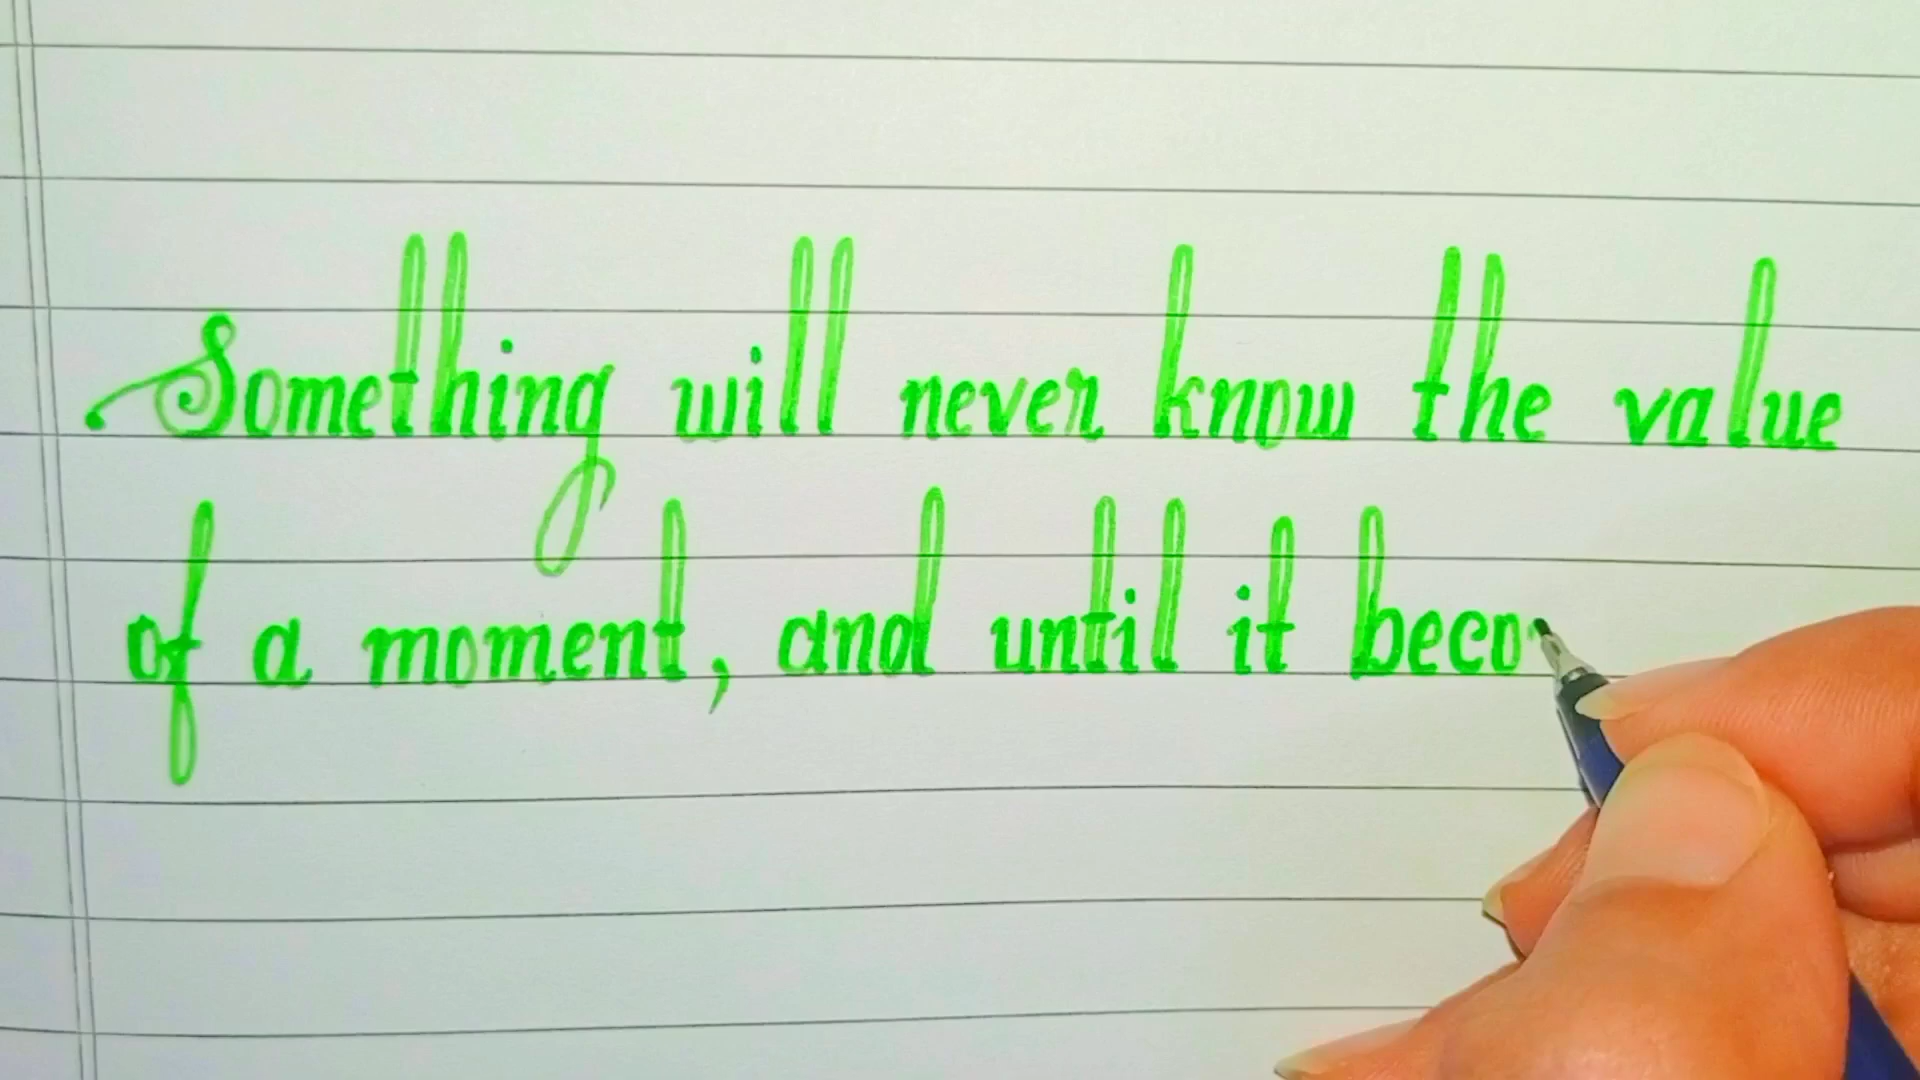 Something will never know the value
of a moment, and until it beco